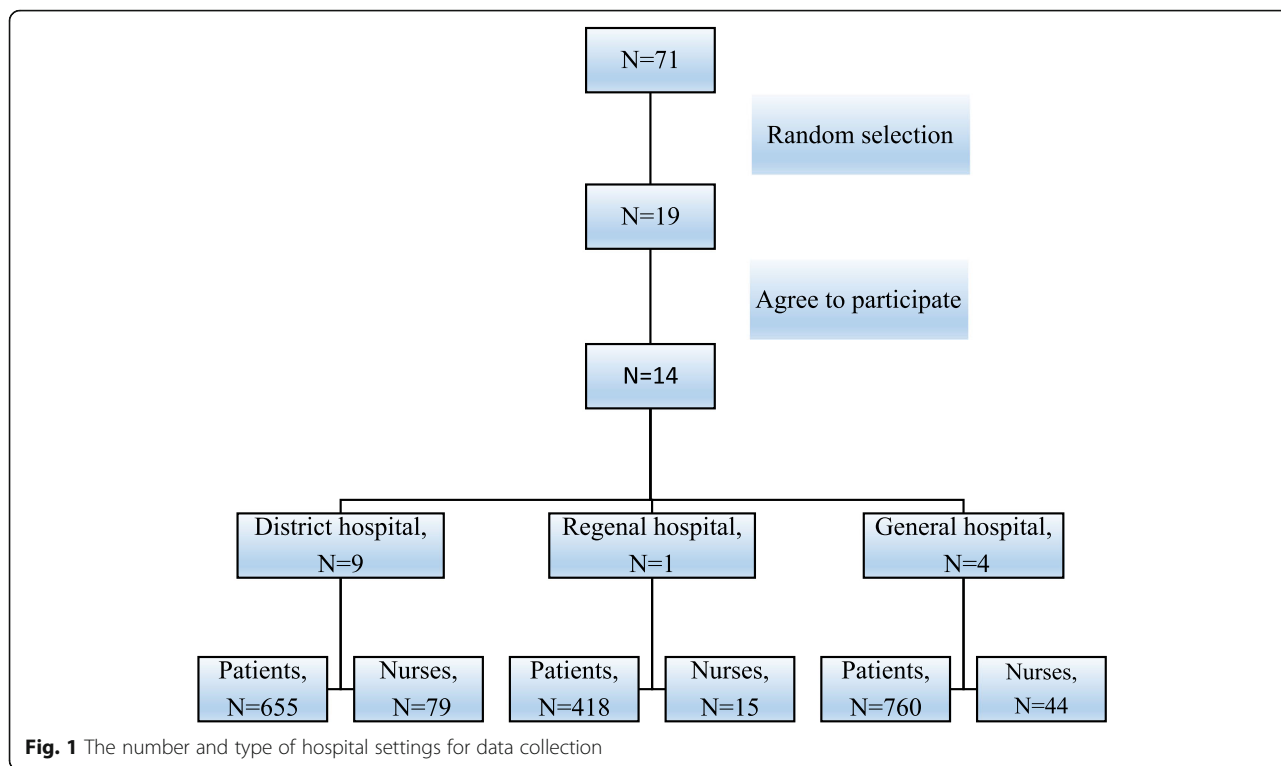 N=71
Random selection
N=19
Agree to participate
N=14
District hospital,
N=9
Regenal hospital,
N=1
General hospital,
N=4
Patients,
N=655
Nurses,
N=79
Patients,
N=418
Nurses,
N=15
Patients,
N=760
Nurses,
N=44
Fig. 1 The number and type of hospital settings for data collection